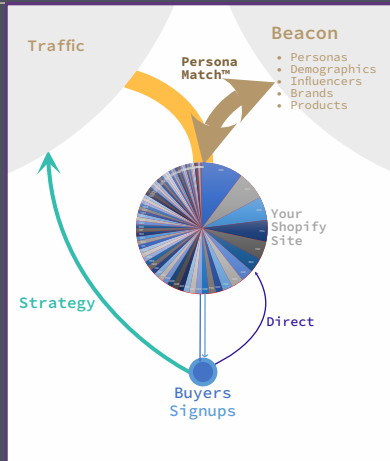 Traffic
Beacon
• Personas
• Demographics
• Influencers
• Brands
• Products
Persona
Match™
Your
Shopify
Site
Strategy
Direct
Buyers
Signups